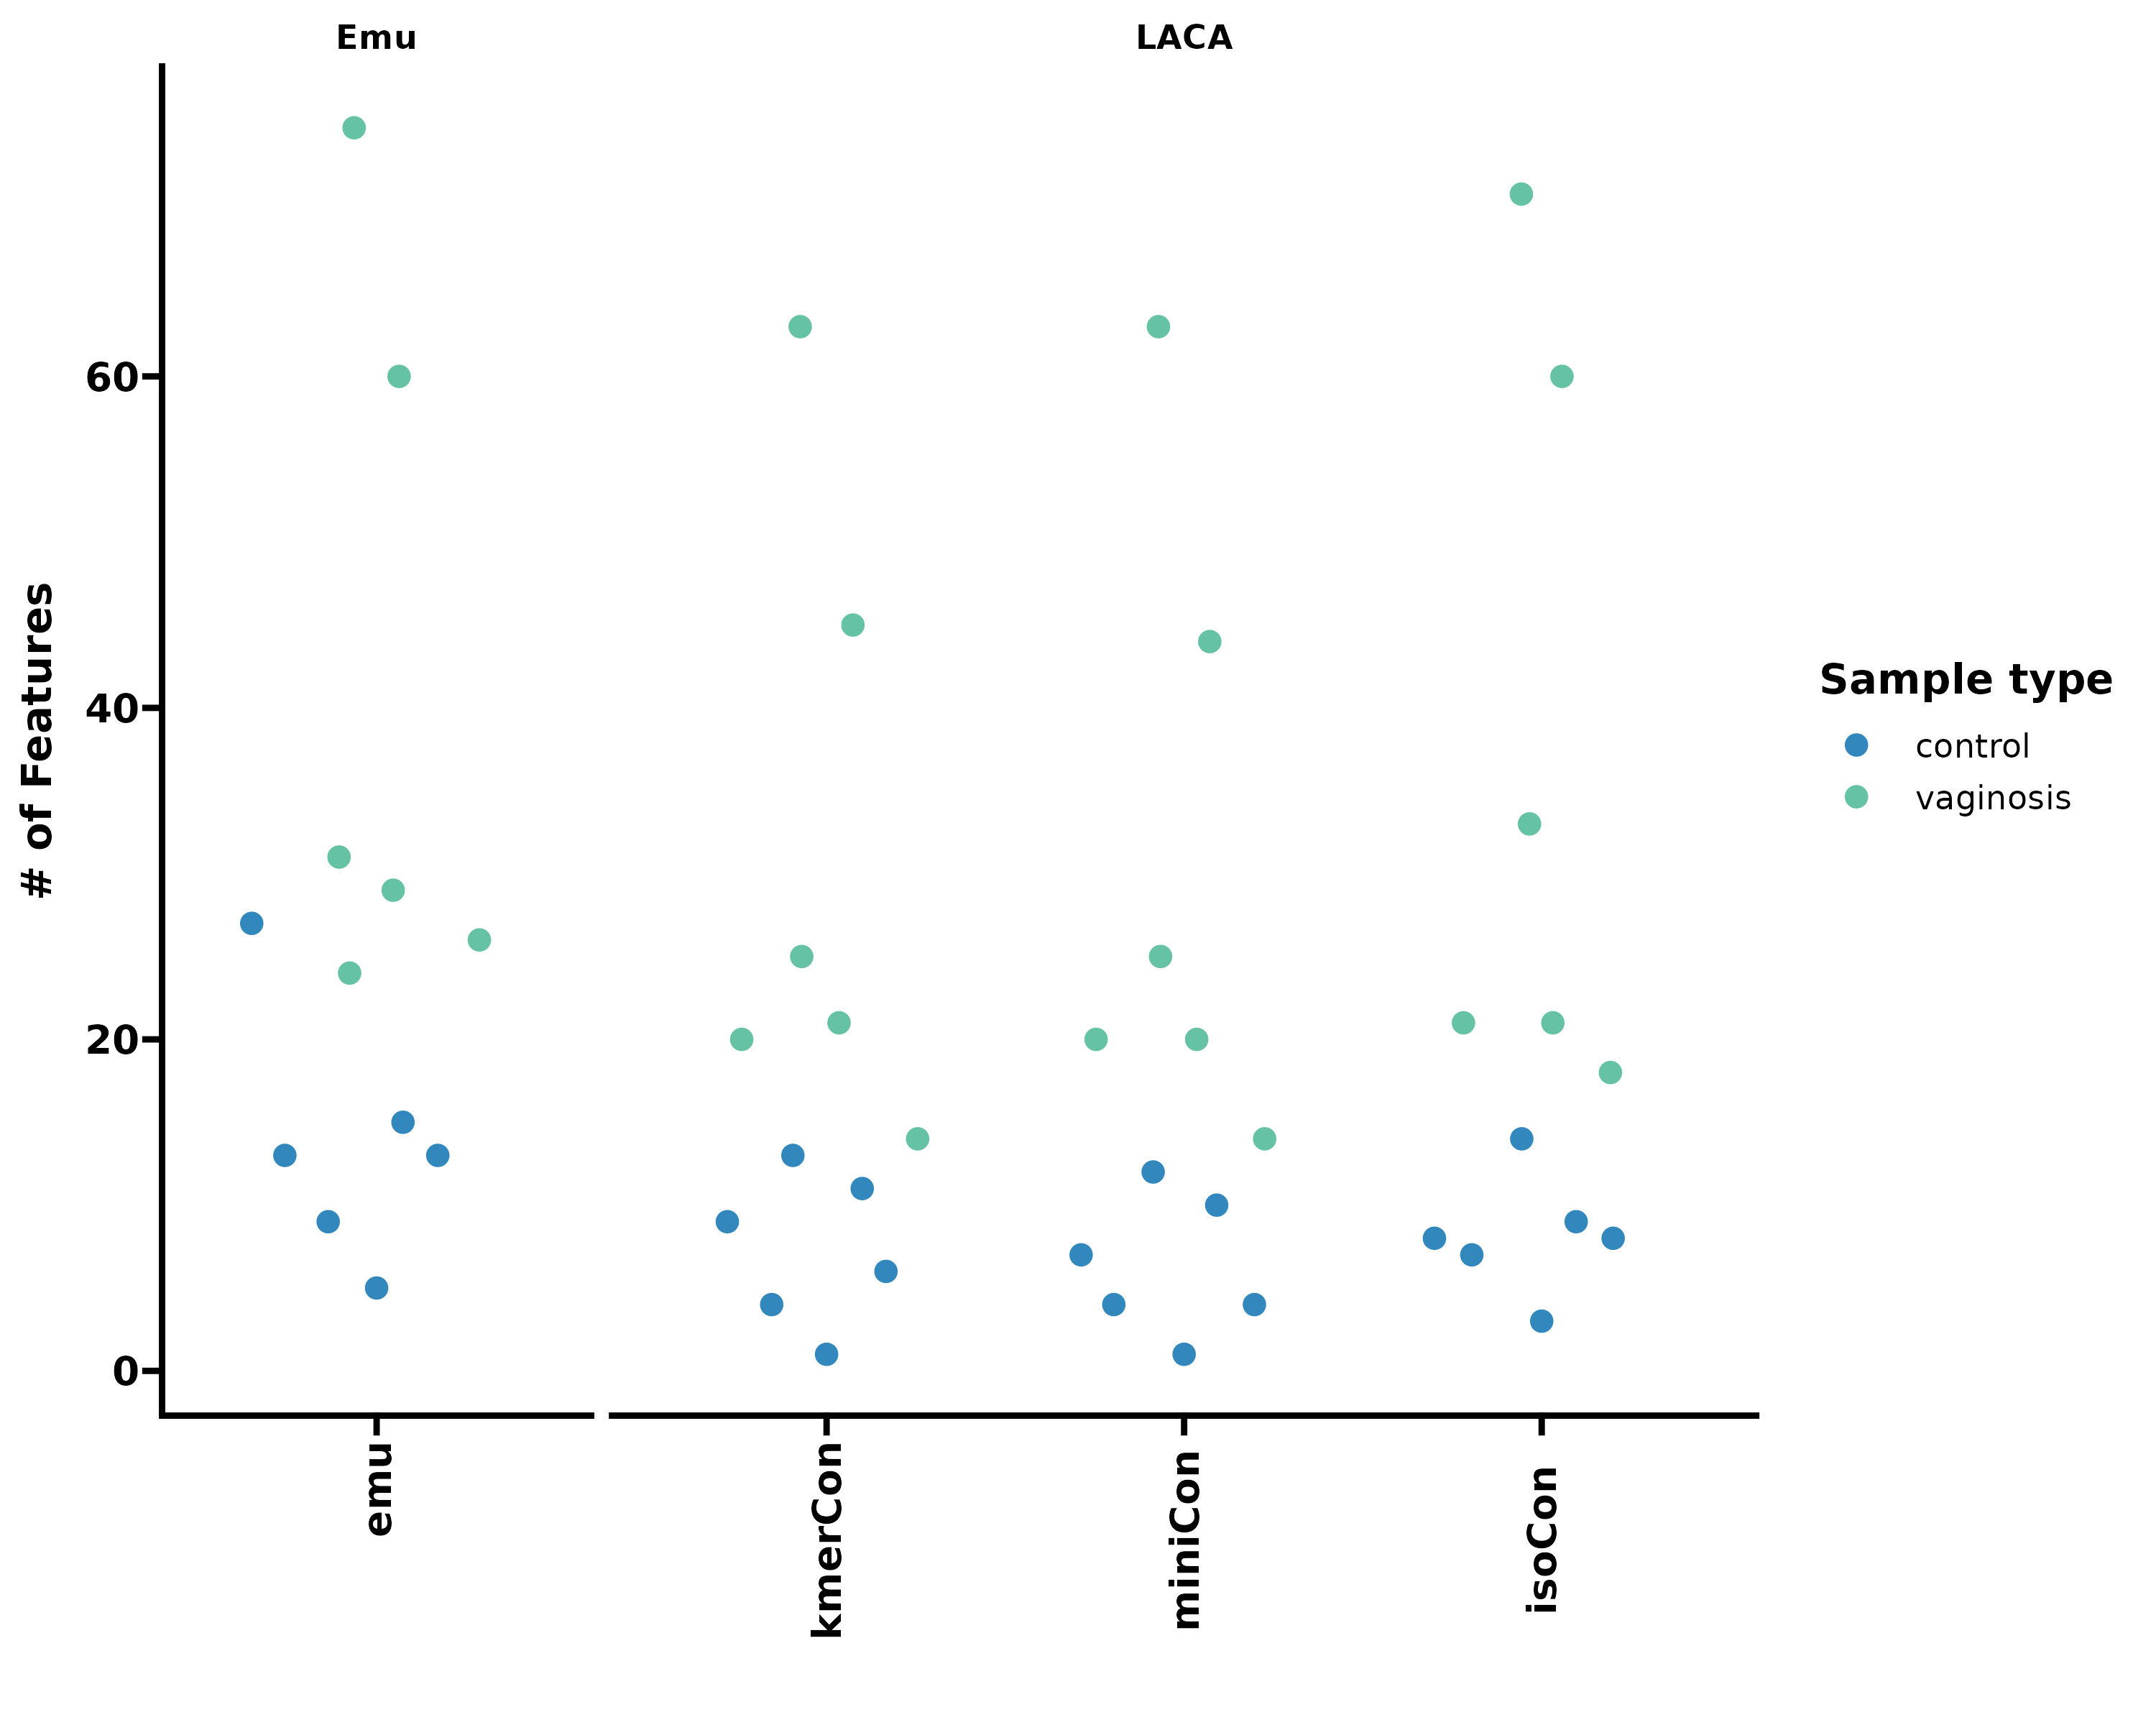 Emu
LACA
# of Features
60
40
20
0
emu
kmerCon
miniCon
isoCon
Sample type
control
vaginosis